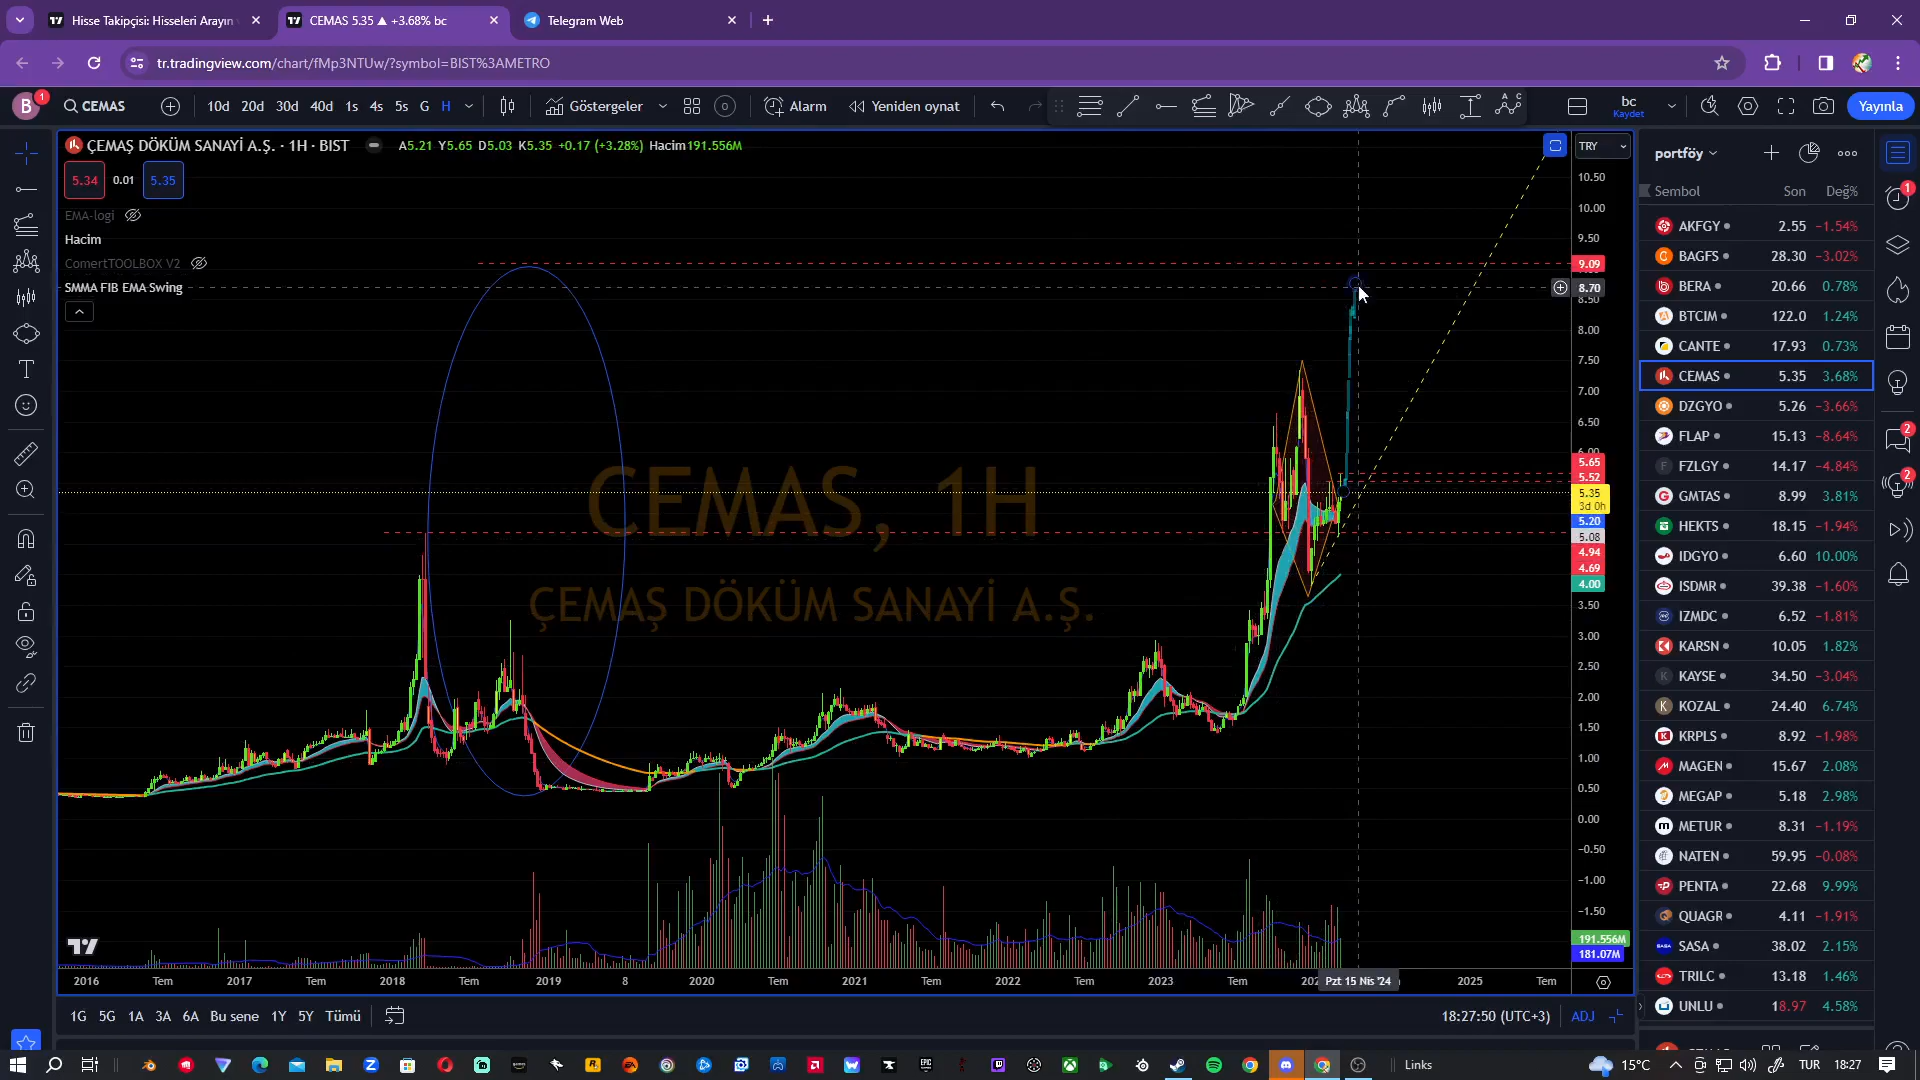 Hisse Takipçisi: Hisseleri Arayın
CEMAS 5.35 ▲ +3.68% bc
Telegram Web
tr.tradingview.com/chart/fMp3NTUw/?symbol=BIST%3AMETRO
B 1
CEMAS
10d 20d 30d 40d 1s 4s 5s G H
Göstergeler
Alarm
Yeniden oynat
bc
Kaydet
Yayınla
ÇEMAŞ DÖKÜM SANAYİ A.Ş. · 1H · BIST
A5.21 Y5.65 D5.03 K5.35 +0.17 (+3.28%) Hacim191.556M
5.34 0.01 5.35
EMA-logi
Hacim
ComertTOOLBOX V2
SMMA FIB EMA Swing
CEMAS, 1H
ÇEMAŞ DÖKÜM SANAYİ A.Ş.
TRY
10.50
10.00
9.50
9.09
8.70
8.50
8.00
7.50
7.00
6.50
5.65
5.52
5.35
3d 0h
5.20
5.08
4.94
4.69
4.00
3.50
3.00
2.50
2.00
1.50
1.00
0.50
0.00
−0.50
−1.00
−1.50
191.556M
181.07M
2016 Tem 2017 Tem 2018 Tem 2019 8 2020 Tem 2021 Tem 2022 Tem 2023 Tem Pzt 15 Nis '24 2025 Tem
1G 5G 1A 3A 6A Bu sene 1Y 5Y Tümü
18:27:50 (UTC+3) ADJ
portföy
Sembol Son Değ%
AKFGY 2.55 −1.54%
BAGFS 28.30 −3.02%
BERA 20.66 0.78%
BTCIM 122.0 1.24%
CANTE 17.93 0.73%
CEMAS 5.35 3.68%
DZGYO 5.26 −3.66%
FLAP 15.13 −8.64%
FZLGY 14.17 −4.84%
GMTAS 8.99 3.81%
HEKTS 18.15 −1.94%
IDGYO 6.60 10.00%
ISDMR 39.38 −1.60%
IZMDC 6.52 −1.81%
KARSN 10.05 1.82%
KAYSE 34.50 −3.04%
KOZAL 24.40 6.74%
KRPLS 8.92 −1.98%
MAGEN 15.67 2.08%
MEGAP 5.18 2.98%
METUR 8.31 −1.19%
NATEN 59.95 −0.08%
PENTA 22.68 9.99%
QUAGR 4.11 −1.91%
SASA 38.02 2.15%
TRILC 13.18 1.46%
UNLU 18.97 4.58%
1
2
2
Links
15°C
TUR 18:27